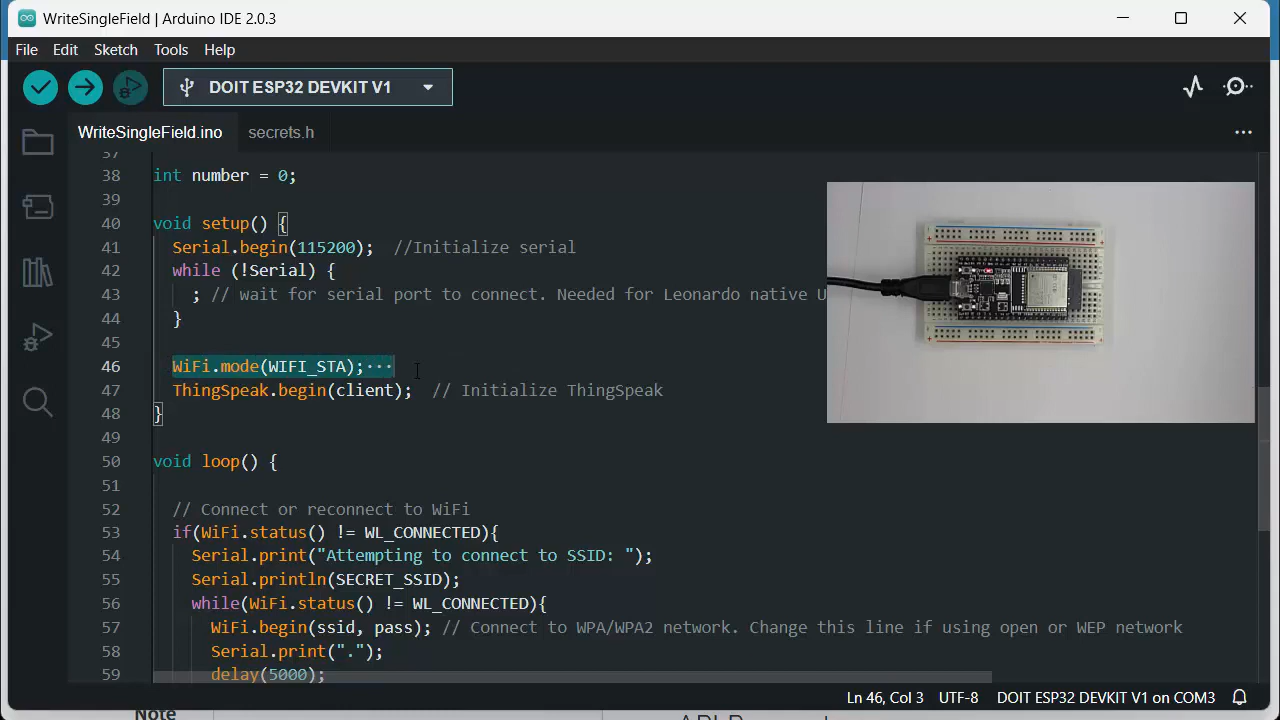 WriteSingleField | Arduino IDE 2.0.3
File Edit Sketch Tools Help
DOIT ESP32 DEVKIT V1
WriteSingleField.ino secrets.h
37
38 int number = 0;
39
40 void setup() {
41 Serial.begin(115200); //Initialize serial
42 while (!Serial) {
43 ; // wait for serial port to connect. Needed for Leonardo native U
44 }
45
46 WiFi.mode(WIFI_STA);···
47 ThingSpeak.begin(client); // Initialize ThingSpeak
48 }
49
50 void loop() {
51
52 // Connect or reconnect to WiFi
53 if(WiFi.status() != WL_CONNECTED){
54 Serial.print("Attempting to connect to SSID: ");
55 Serial.println(SECRET_SSID);
56 while(WiFi.status() != WL_CONNECTED){
57 WiFi.begin(ssid, pass); // Connect to WPA/WPA2 network. Change this line if using open or WEP network
58 Serial.print(".");
59 delay(5000);
Ln 46, Col 3 UTF-8 DOIT ESP32 DEVKIT V1 on COM3
Note